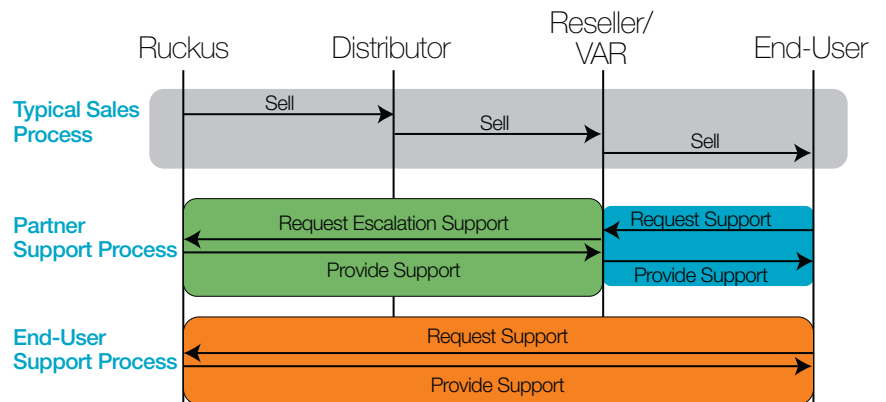 Ruckus
Distributor
Reseller/
VAR
End-User
Typical Sales
Process
Sell
Sell
Sell
Partner
Support Process
Request Escalation Support
Provide Support
Request Support
Provide Support
End-User
Support Process
Request Support
Provide Support